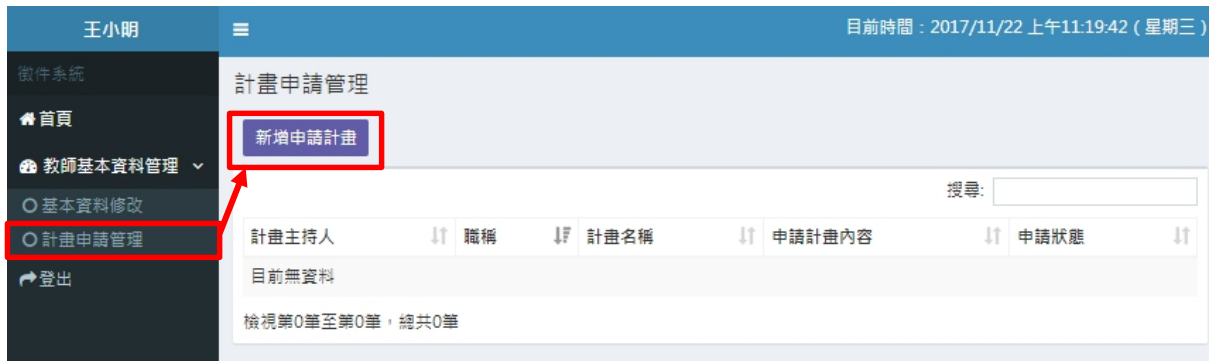 王小明
目前時間：2017/11/22 上午11:19:42 ( 星期三 )
徵件系統
計畫申請管理
首頁
新增申請計畫
教師基本資料管理
搜尋:
基本資料修改
計畫申請管理
計畫主持人 職稱 計畫名稱 申請計畫內容 申請狀態
登出
目前無資料
檢視第0筆至第0筆，總共0筆